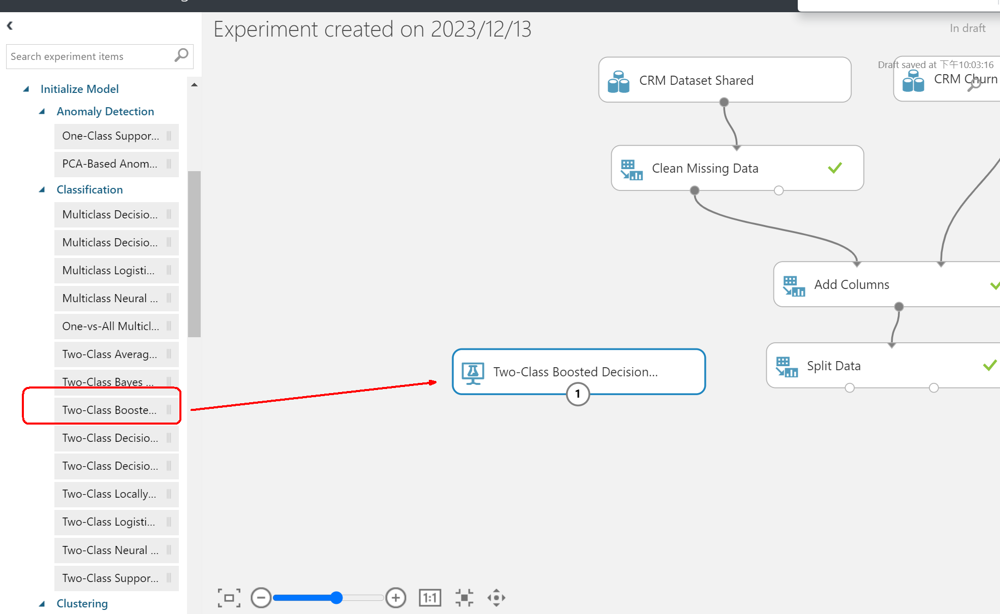 Experiment created on 2023/12/13
In draft
Search experiment items
Initialize Model
Anomaly Detection
One-Class Suppor...
PCA-Based Anom...
Classification
Multiclass Decisio...
Multiclass Decisio...
Multiclass Logisti...
Multiclass Neural ...
One-vs-All Multicl...
Two-Class Averag...
Two-Class Bayes ...
Two-Class Booste...
Two-Class Decisio...
Two-Class Decisio...
Two-Class Locally...
Two-Class Logisti...
Two-Class Neural ...
Two-Class Suppor...
Clustering
Draft saved at 下午10:03:16
CRM Dataset Shared
CRM Churn
Clean Missing Data
Add Columns
Split Data
Two-Class Boosted Decision...
1
1:1